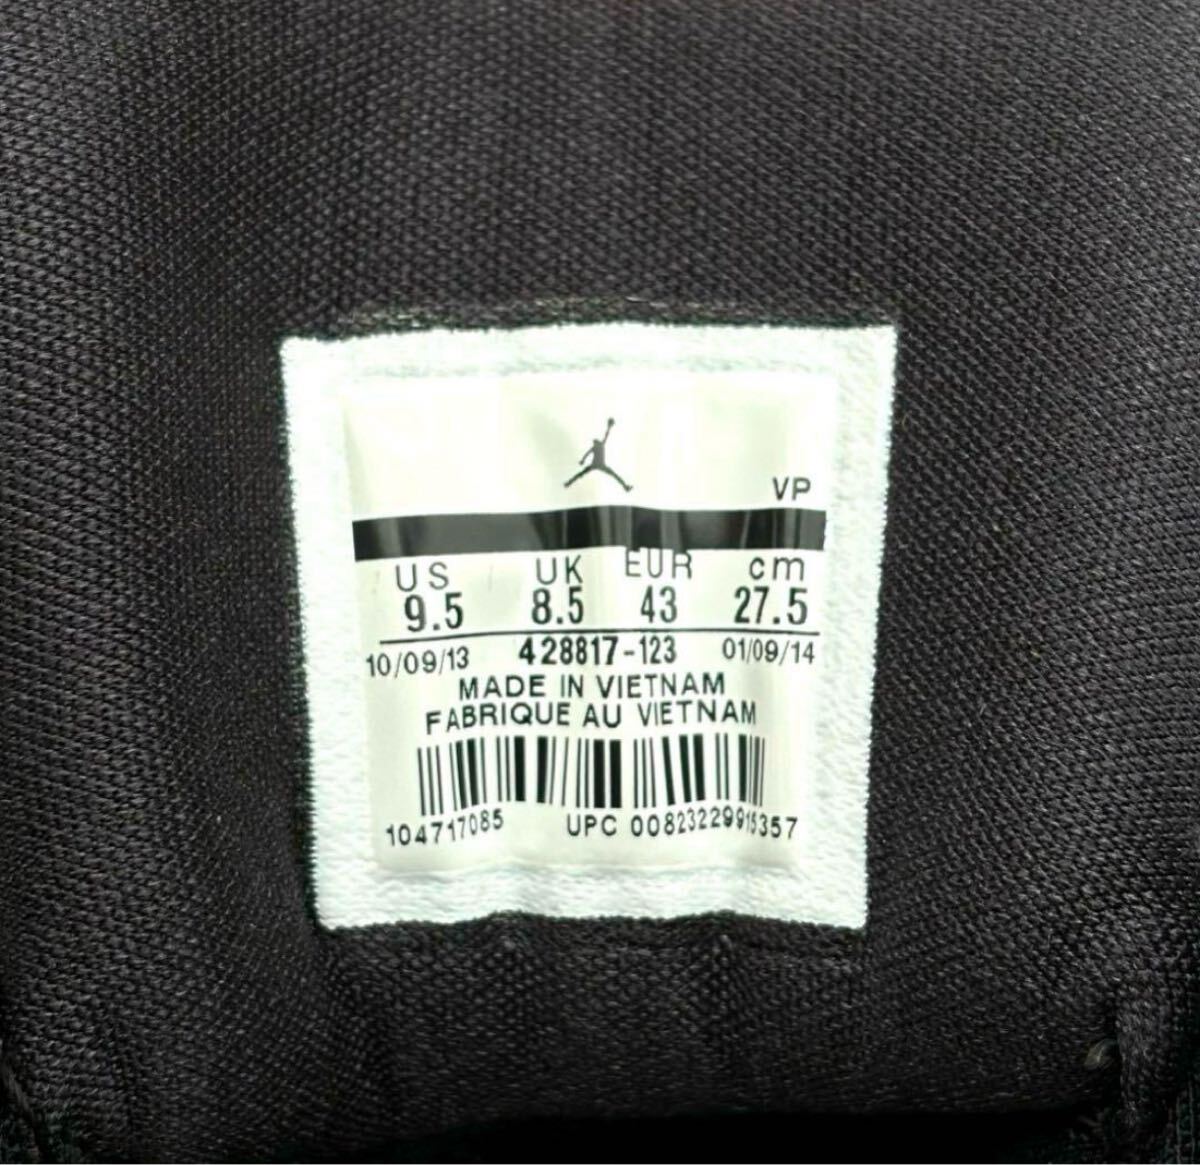 VP
US UK EUR cm
9.5 8.5 43 27.5
10/09/13 428817-123 01/09/14
MADE IN VIETNAM
FABRIQUE AU VIETNAM
104717085 UPC 00823229915357